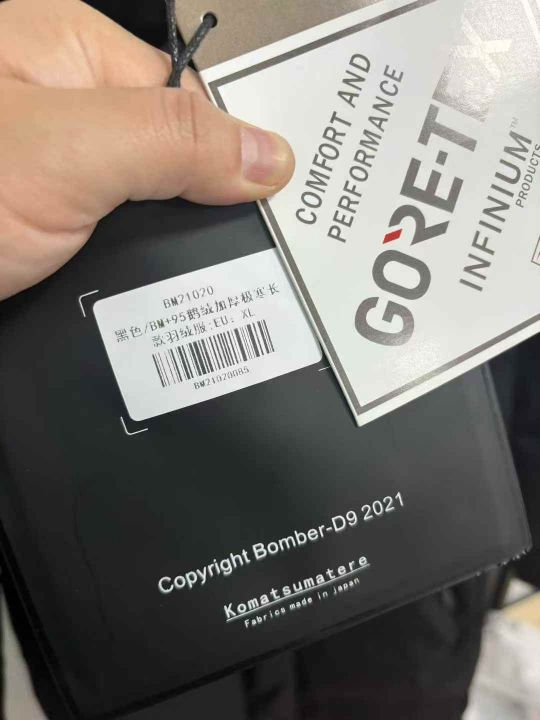 COMFORT AND
PERFORMANCE
GORE-TEX
INFINIUM™
PRODUCTS
BM21020
黑色/BM+95鹅绒加厚极寒长
款羽绒服:EU: XL
BM21020085
Copyright Bomber-D9 2021
Komatsumatere
Fabrics made in japan